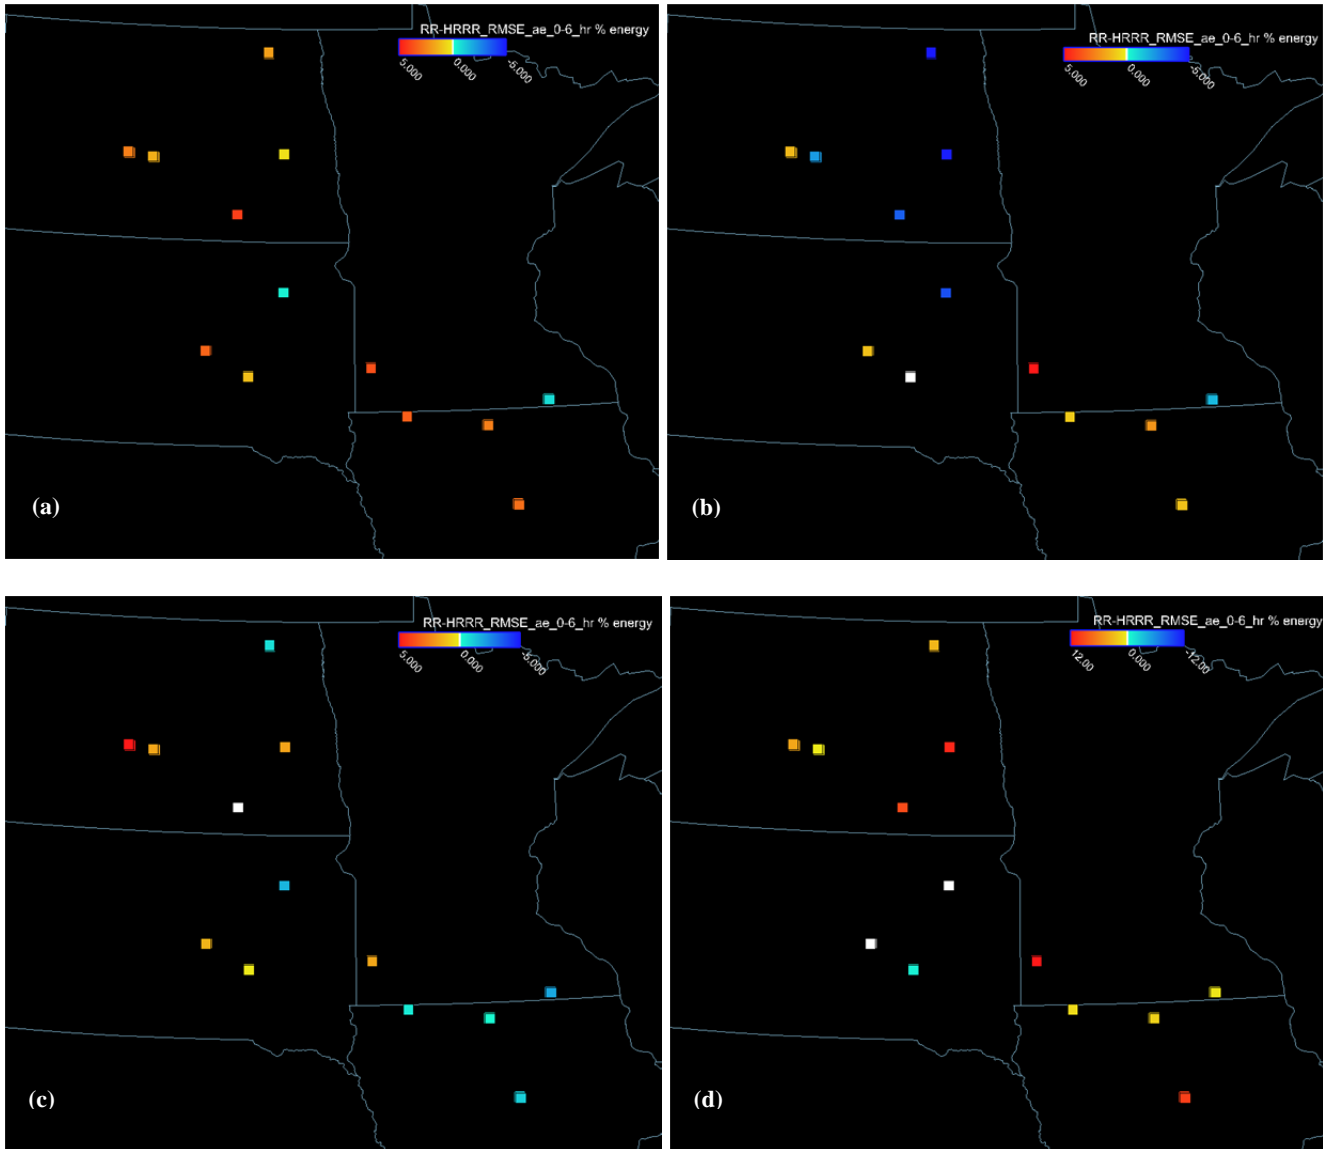 RR-HRRR_RMSE_ae_0-6_hr % energy
5.000 0.000 -5.000
(a)
RR-HRRR_RMSE_ae_0-6_hr % energy
5.000 0.000 -5.000
(b)
RR-HRRR_RMSE_ae_0-6_hr % energy
5.000 0.000 -5.000
(c)
RR-HRRR_RMSE_ae_0-6_hr % energy
12.00 0.000 -12.00
(d)